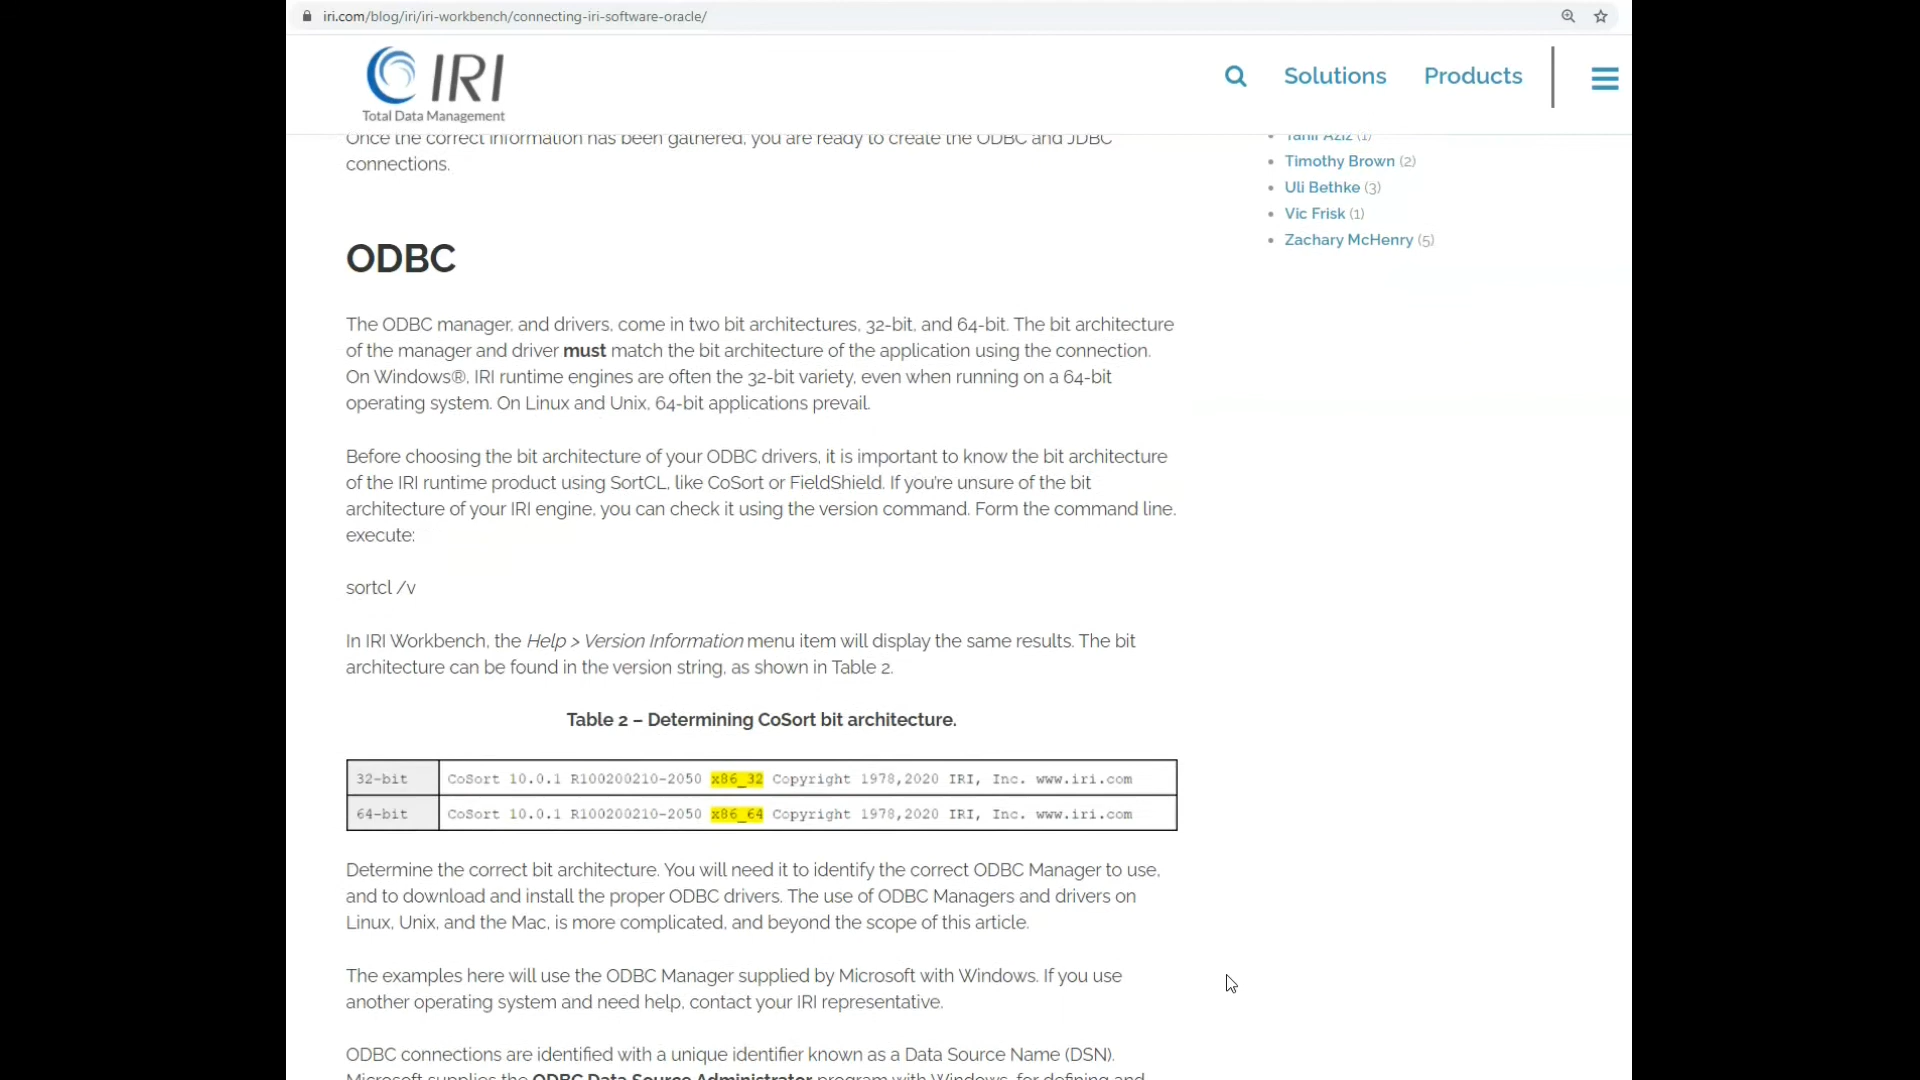 iri.com/blog/iri/iri-workbench/connecting-iri-software-oracle/
IRI
Total Data Management
Solutions
Products
Once the correct information has been gathered, you are ready to create the ODBC and JDBC
connections.
ODBC
The ODBC manager, and drivers, come in two bit architectures, 32-bit, and 64-bit. The bit architecture
of the manager and driver must match the bit architecture of the application using the connection.
On Windows®, IRI runtime engines are often the 32-bit variety, even when running on a 64-bit
operating system. On Linux and Unix, 64-bit applications prevail.
Before choosing the bit architecture of your ODBC drivers, it is important to know the bit architecture
of the IRI runtime product using SortCL, like CoSort or FieldShield. If you're unsure of the bit
architecture of your IRI engine, you can check it using the version command. Form the command line,
execute:
sortcl /v
In IRI Workbench, the Help > Version Information menu item will display the same results. The bit
architecture can be found in the version string, as shown in Table 2.
Table 2 – Determining CoSort bit architecture.
32-bit CoSort 10.0.1 R100200210-2050 x86_32 Copyright 1978,2020 IRI, Inc. www.iri.com
64-bit CoSort 10.0.1 R100200210-2050 x86_64 Copyright 1978,2020 IRI, Inc. www.iri.com
Determine the correct bit architecture. You will need it to identify the correct ODBC Manager to use,
and to download and install the proper ODBC drivers. The use of ODBC Managers and drivers on
Linux, Unix, and the Mac, is more complicated, and beyond the scope of this article.
The examples here will use the ODBC Manager supplied by Microsoft with Windows. If you use
another operating system and need help, contact your IRI representative.
ODBC connections are identified with a unique identifier known as a Data Source Name (DSN).
Microsoft supplies the ODBC Data Source Administrator program with Windows, for defining and
Aziz (1)
Timothy Brown (2)
Uli Bethke (3)
Vic Frisk (1)
Zachary McHenry (5)